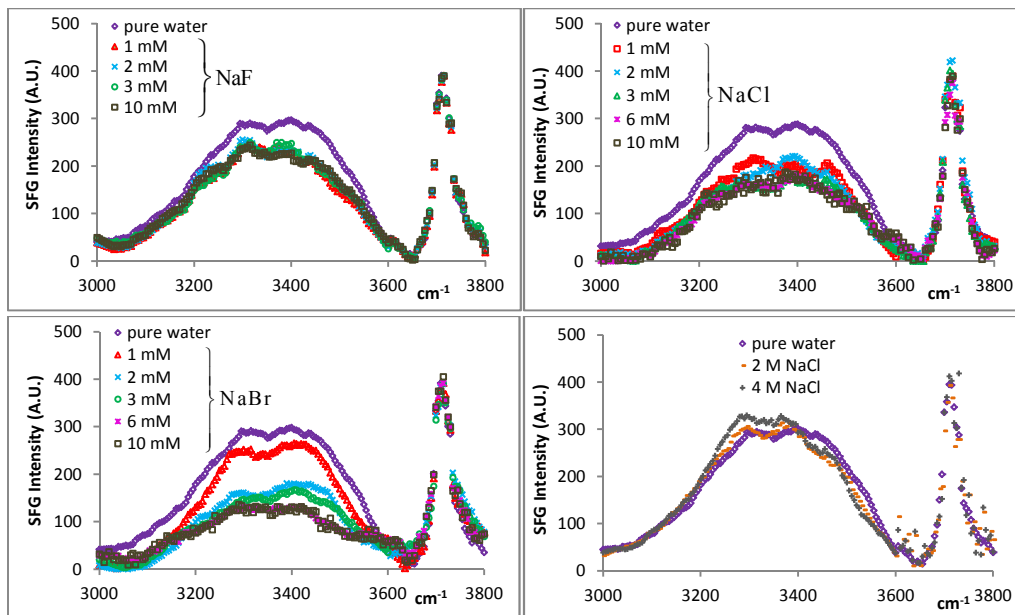 500
400
300
200
100
0
SFG Intensity (A.U.)
pure water
1 mM
2 mM
3 mM
10 mM
NaF
3000 3200 3400 3600 cm-1 3800
500
400
300
200
100
0
SFG Intensity (A.U.)
pure water
1 mM
2 mM
3 mM
6 mM
10 mM
NaCl
3000 3200 3400 3600 cm-1 3800
500
400
300
200
100
0
SFG Intensity (A.U.)
pure water
1 mM
2 mM
3 mM
6 mM
10 mM
NaBr
3000 3200 3400 3600 cm-1 3800
500
400
300
200
100
0
SFG Intensity (A.U.)
pure water
2 M NaCl
4 M NaCl
3000 3200 3400 3600 cm-1 3800